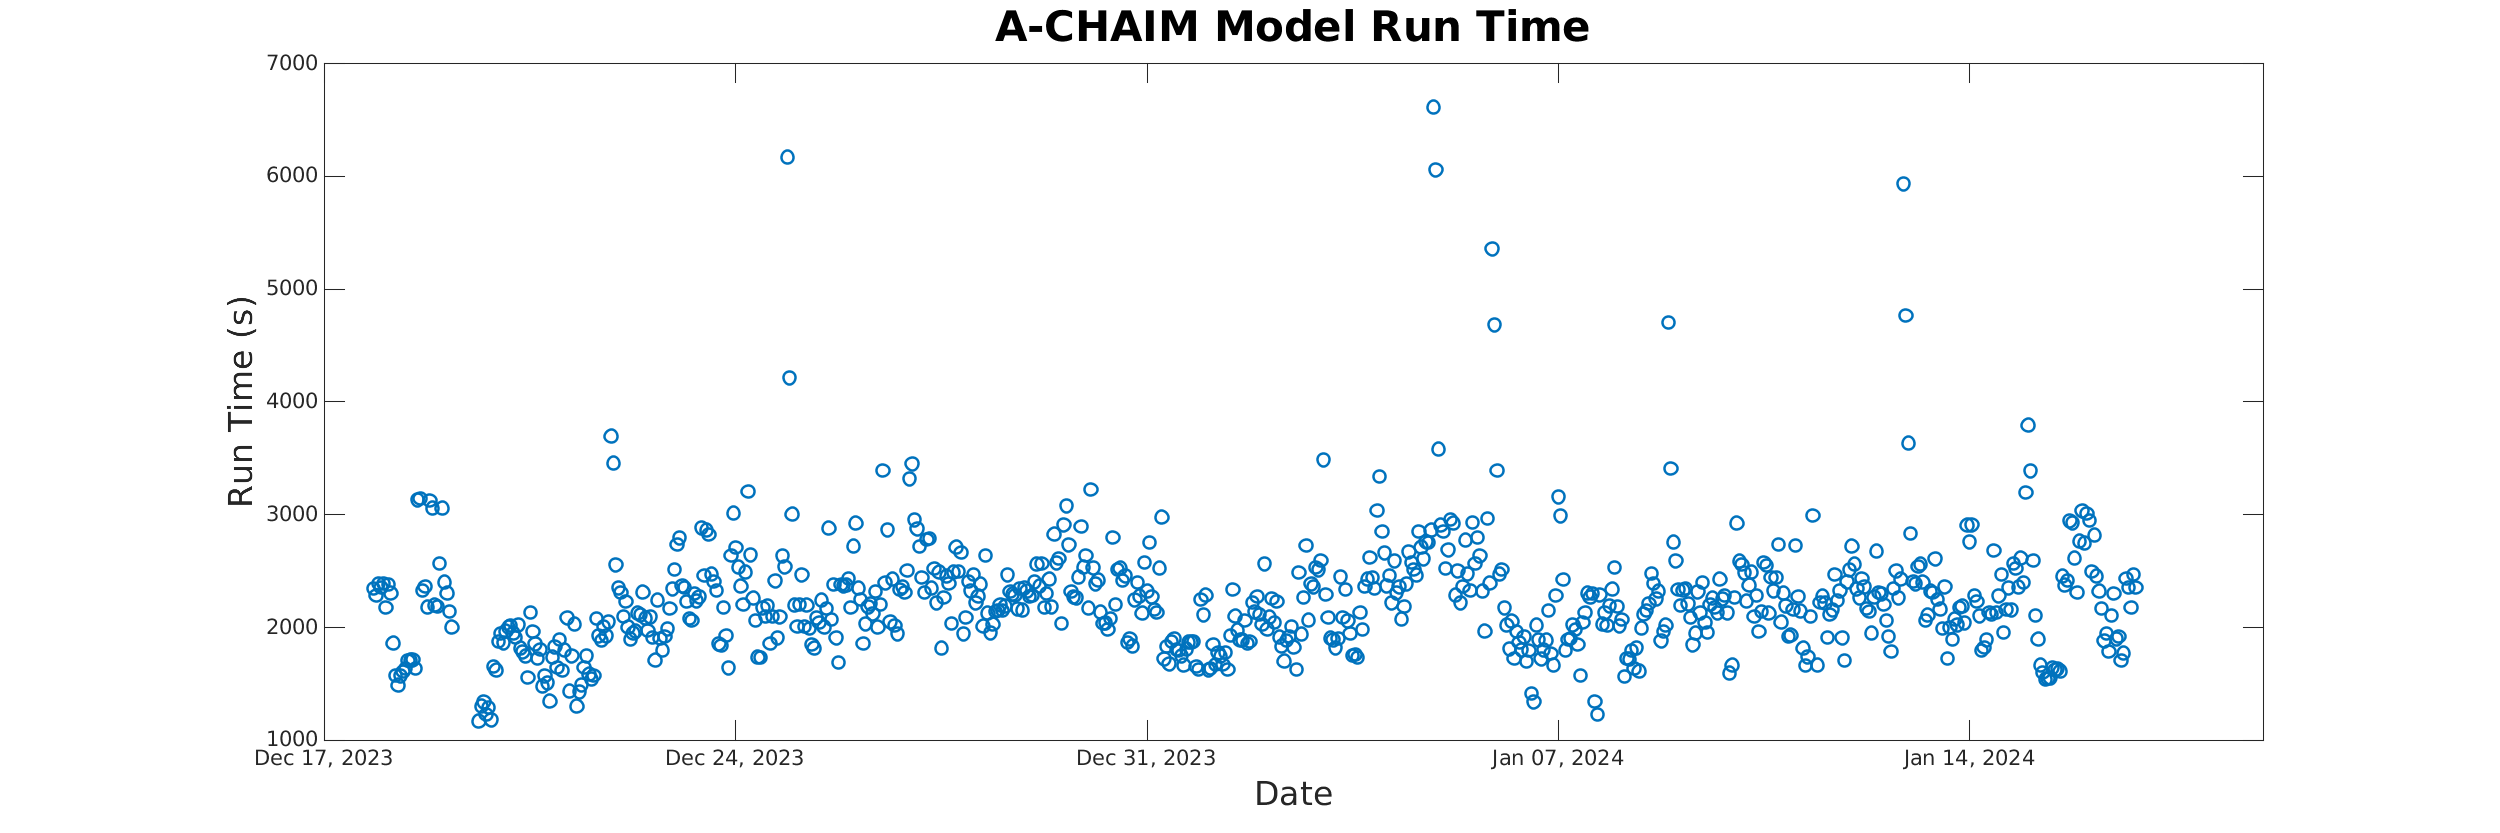 A-CHAIM Model Run Time
7000
6000
5000
4000
3000
2000
1000
Run Time (s)
Dec 17, 2023
Dec 24, 2023
Dec 31, 2023
Jan 07, 2024
Jan 14, 2024
Date